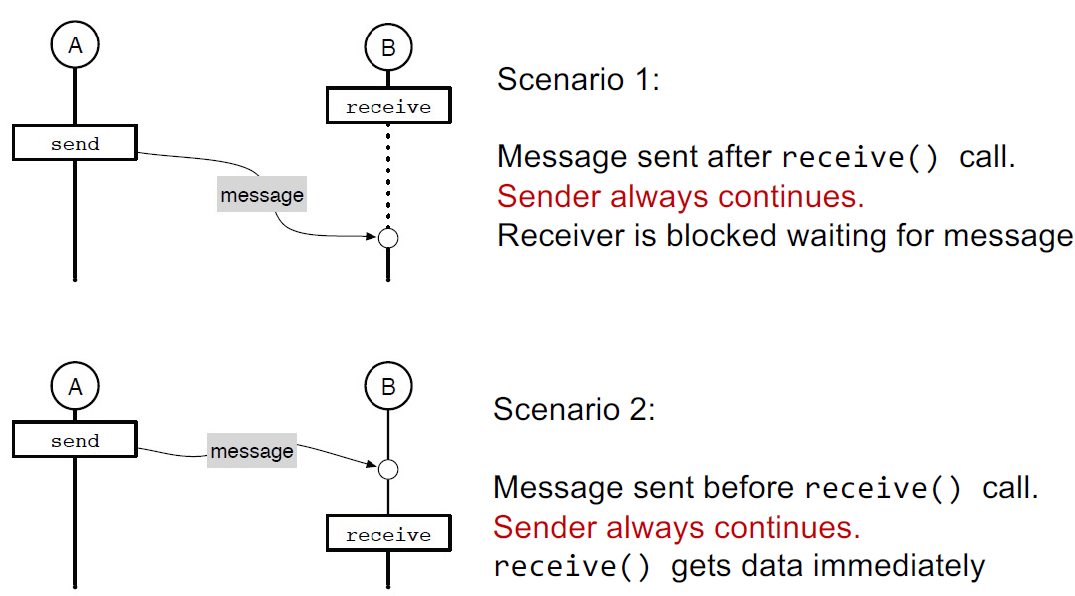 A
B
receive
send
message
Scenario 1:
Message sent after receive() call.
Sender always continues.
Receiver is blocked waiting for message
A
B
send
message
receive
Scenario 2:
Message sent before receive() call.
Sender always continues.
receive() gets data immediately